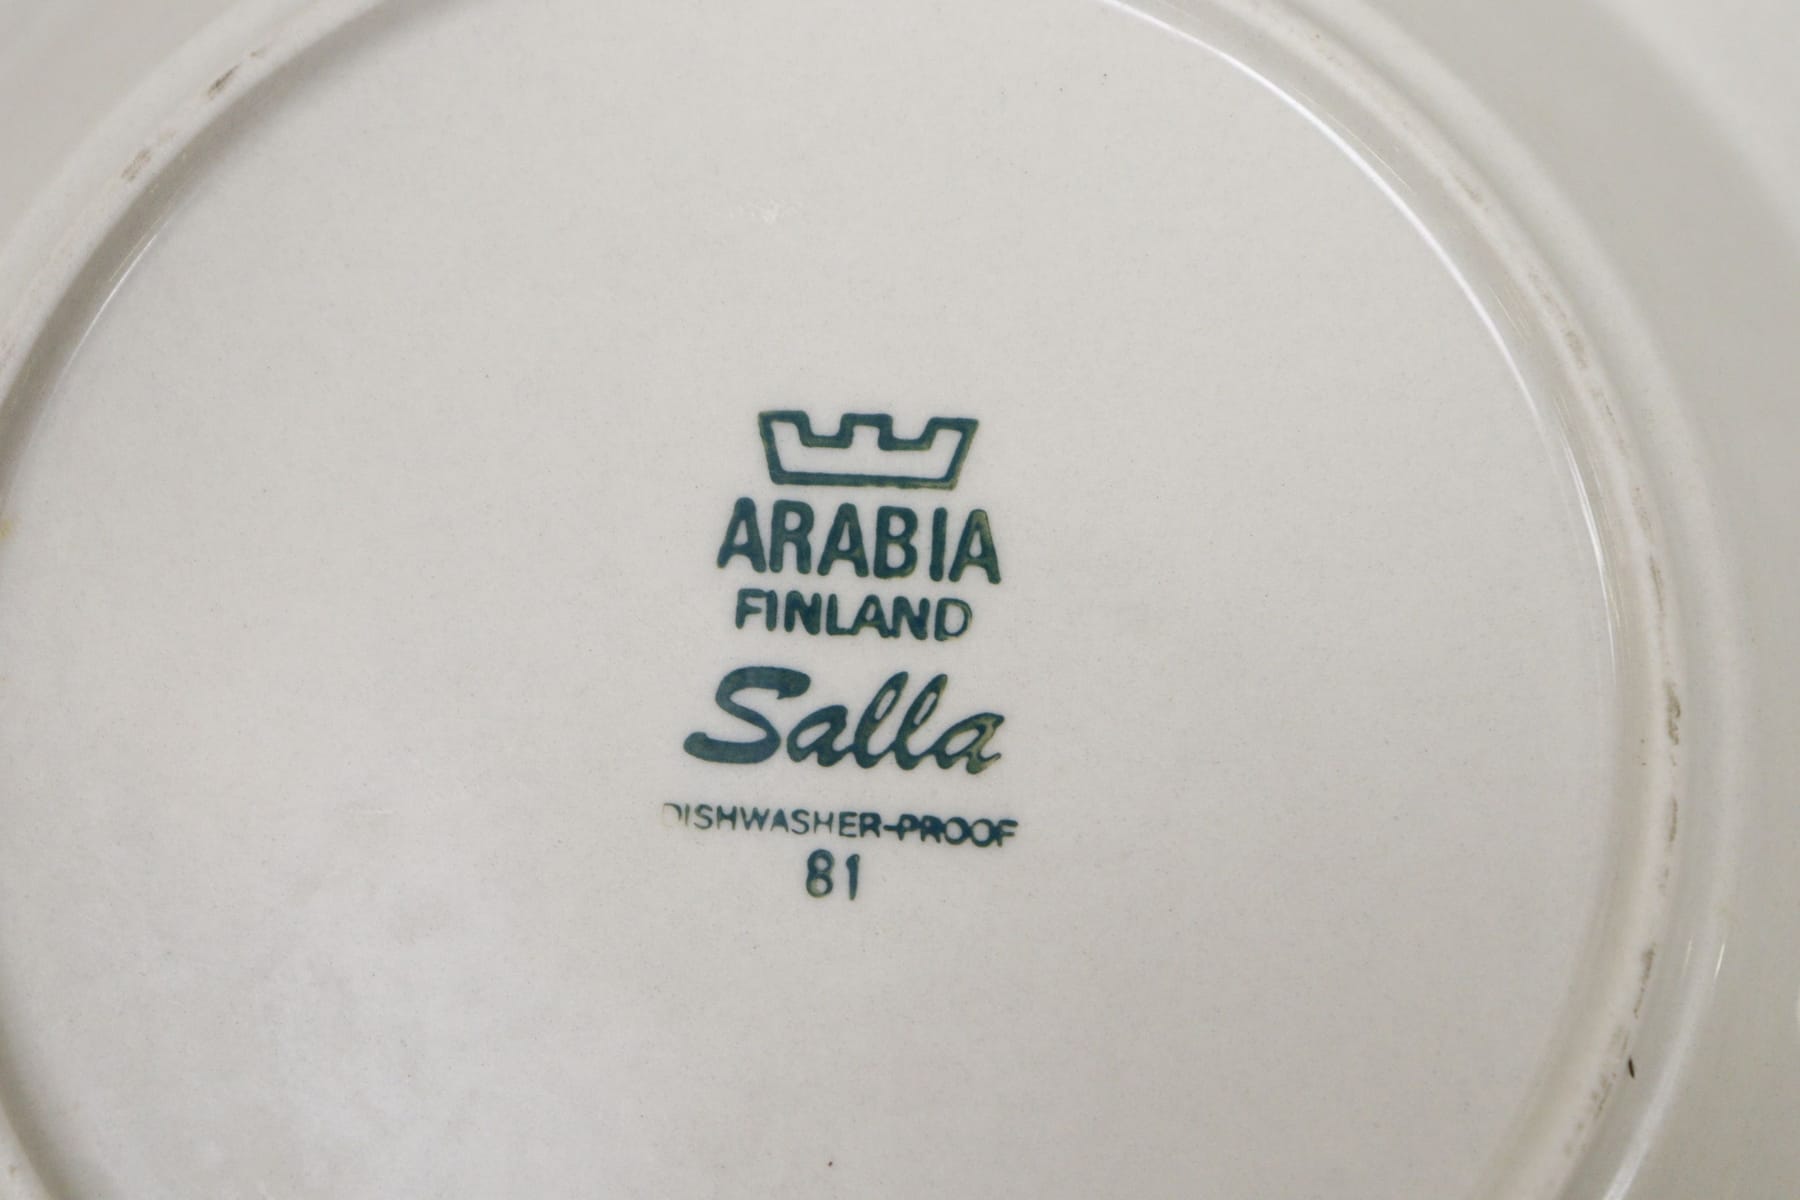 ARABIA
FINLAND
Salla
DISHWASHER-PROOF
81